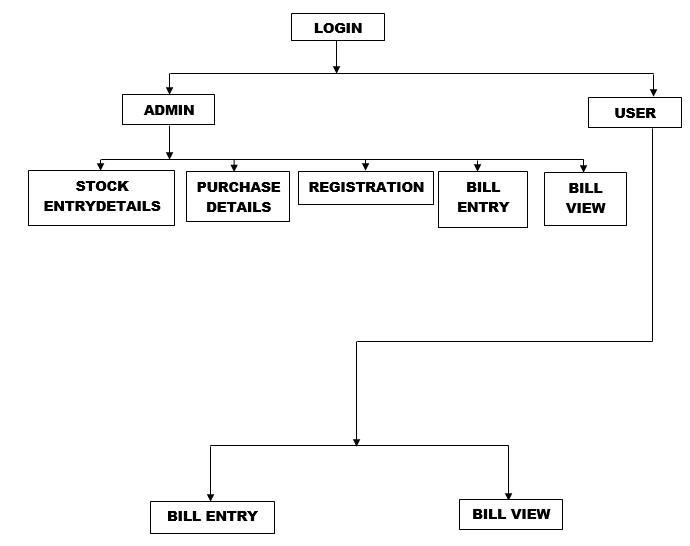 LOGIN
ADMIN
USER
STOCK
ENTRYDETAILS
PURCHASE
DETAILS
REGISTRATION
BILL
ENTRY
BILL
VIEW
BILL ENTRY
BILL VIEW